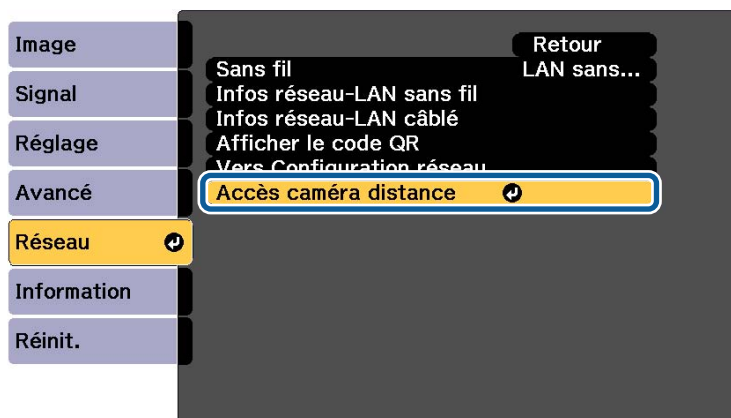 Image
Signal
Réglage
Avancé
Réseau
Information
Réinit.
Retour
Sans fil LAN sans...
Infos réseau-LAN sans fil
Infos réseau-LAN câblé
Afficher le code QR
Vers Configuration réseau
Accès caméra distance